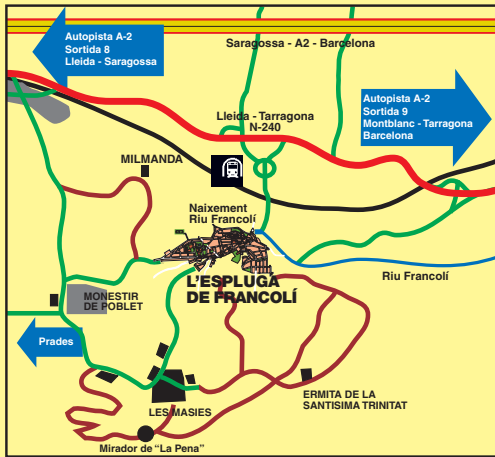 Autopista A-2
Sortida 8
Lleida - Saragossa
Saragossa - A2 - Barcelona
Autopista A-2
Sortida 9
Montblanc - Tarragona
Barcelona
Lleida - Tarragona
N-240
MILMANDA
Naixement
Riu Francolí
L'ESPLUGA
DE FRANCOLÍ
Riu Francolí
MONESTIR
DE POBLET
Prades
LES MASIES
ERMITA DE LA
SANTISIMA TRINITAT
Mirador de “La Pena”